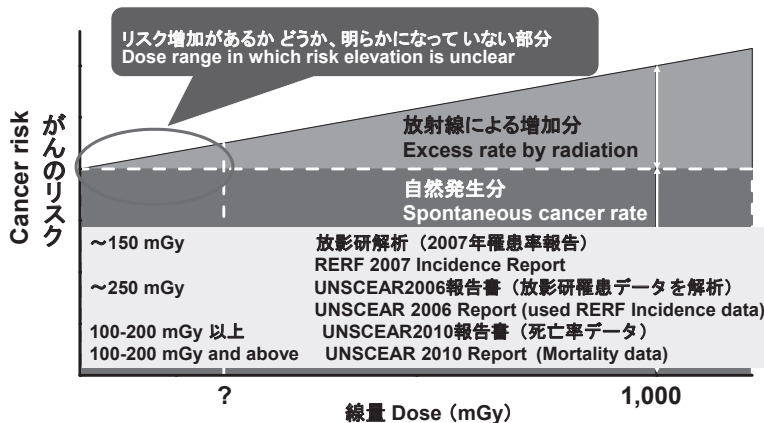 リスク増加があるか どうか、明らかになって いない部分
Dose range in which risk elevation is unclear
Cancer risk
がんのリスク
放射線による増加分
Excess rate by radiation
自然発生分
Spontaneous cancer rate
~150 mGy 放影研解析（2007年罹患率報告）
RERF 2007 Incidence Report
~250 mGy UNSCEAR2006報告書（放影研罹患データを解析）
UNSCEAR 2006 Report (used RERF Incidence data)
100-200 mGy 以上 UNSCEAR2010報告書（死亡率データ）
100-200 mGy and above UNSCEAR 2010 Report (Mortality data)
? 1,000
線量 Dose (mGy)